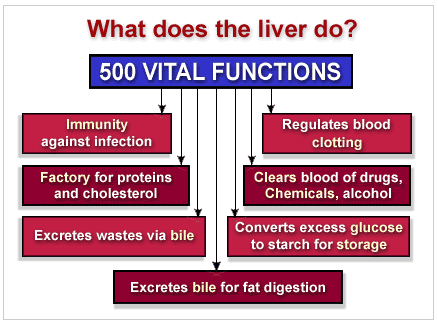 What does the liver do?
500 VITAL FUNCTIONS
Immunity
against infection
Regulates blood
clotting
Factory for proteins
and cholesterol
Clears blood of drugs,
Chemicals, alcohol
Excretes wastes via bile
Converts excess glucose
to starch for storage
Excretes bile for fat digestion